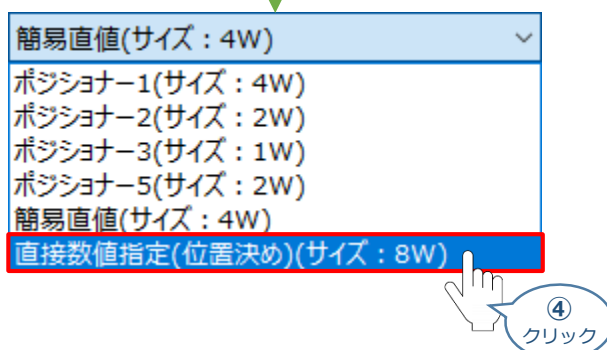 簡易直値(サイズ：4W)
ポジショナー1(サイズ：4W)
ポジショナー2(サイズ：2W)
ポジショナー3(サイズ：1W)
ポジショナー5(サイズ：2W)
簡易直値(サイズ：4W)
直接数値指定(位置決め)(サイズ：8W)
④
クリック